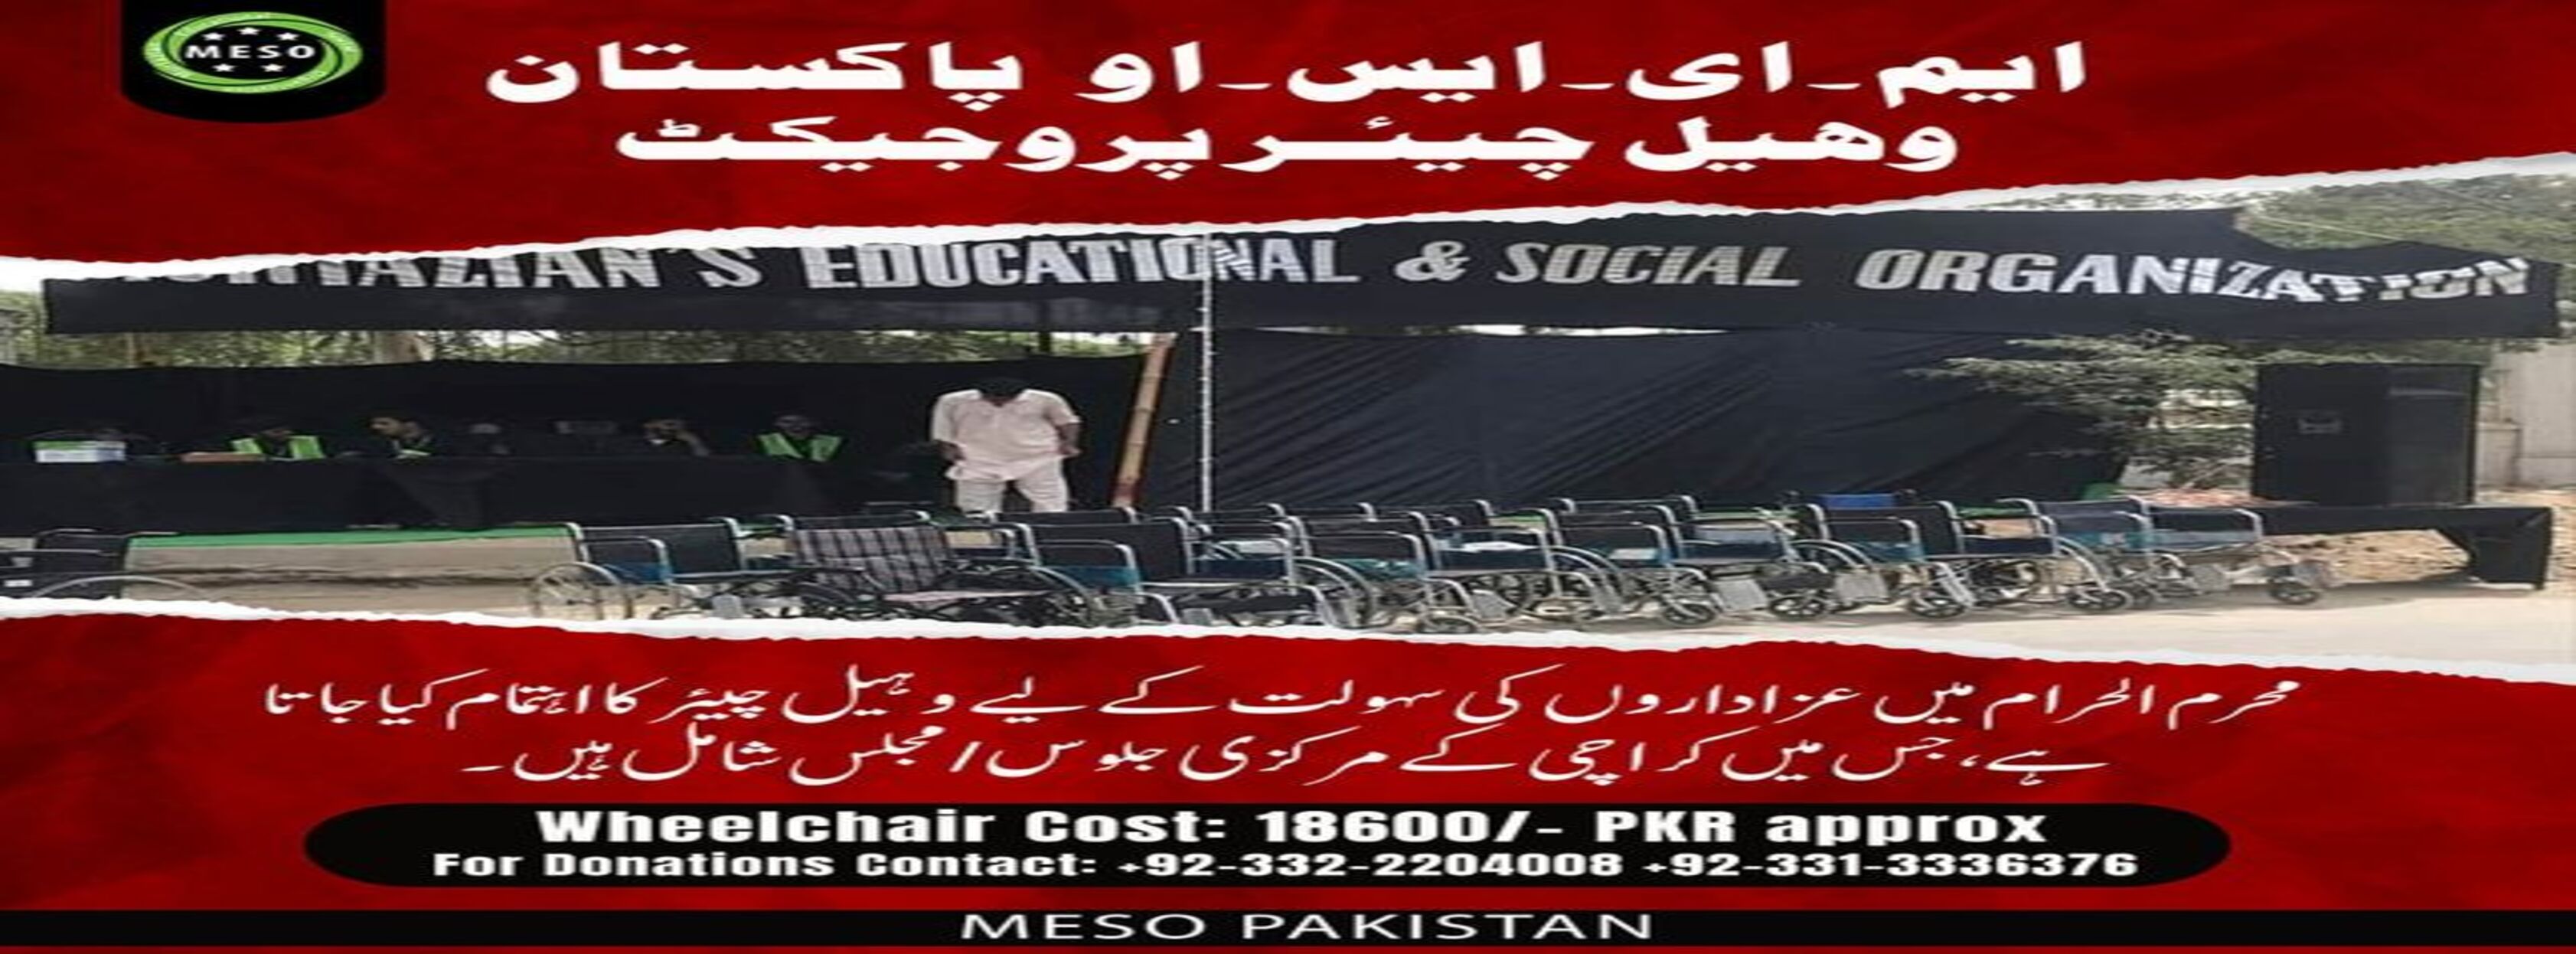 MESO
ایم۔ای۔ایس۔او پاکستان
وھیل چیئر پروجیکٹ
EDUCATIONAL & SOCIAL ORGANIZATION
محرم الحرام میں عزاداروں کی سہولت کے لیے وہیل چیئر کا اہتمام کیا جاتا
ہے، جس میں کراچی کے مرکزی جلوس/مجلس شامل ہیں۔
Wheelchair Cost: 18600/- PKR approx
For Donations Contact: +92-332-2204008 +92-331-3336376
MESO PAKISTAN